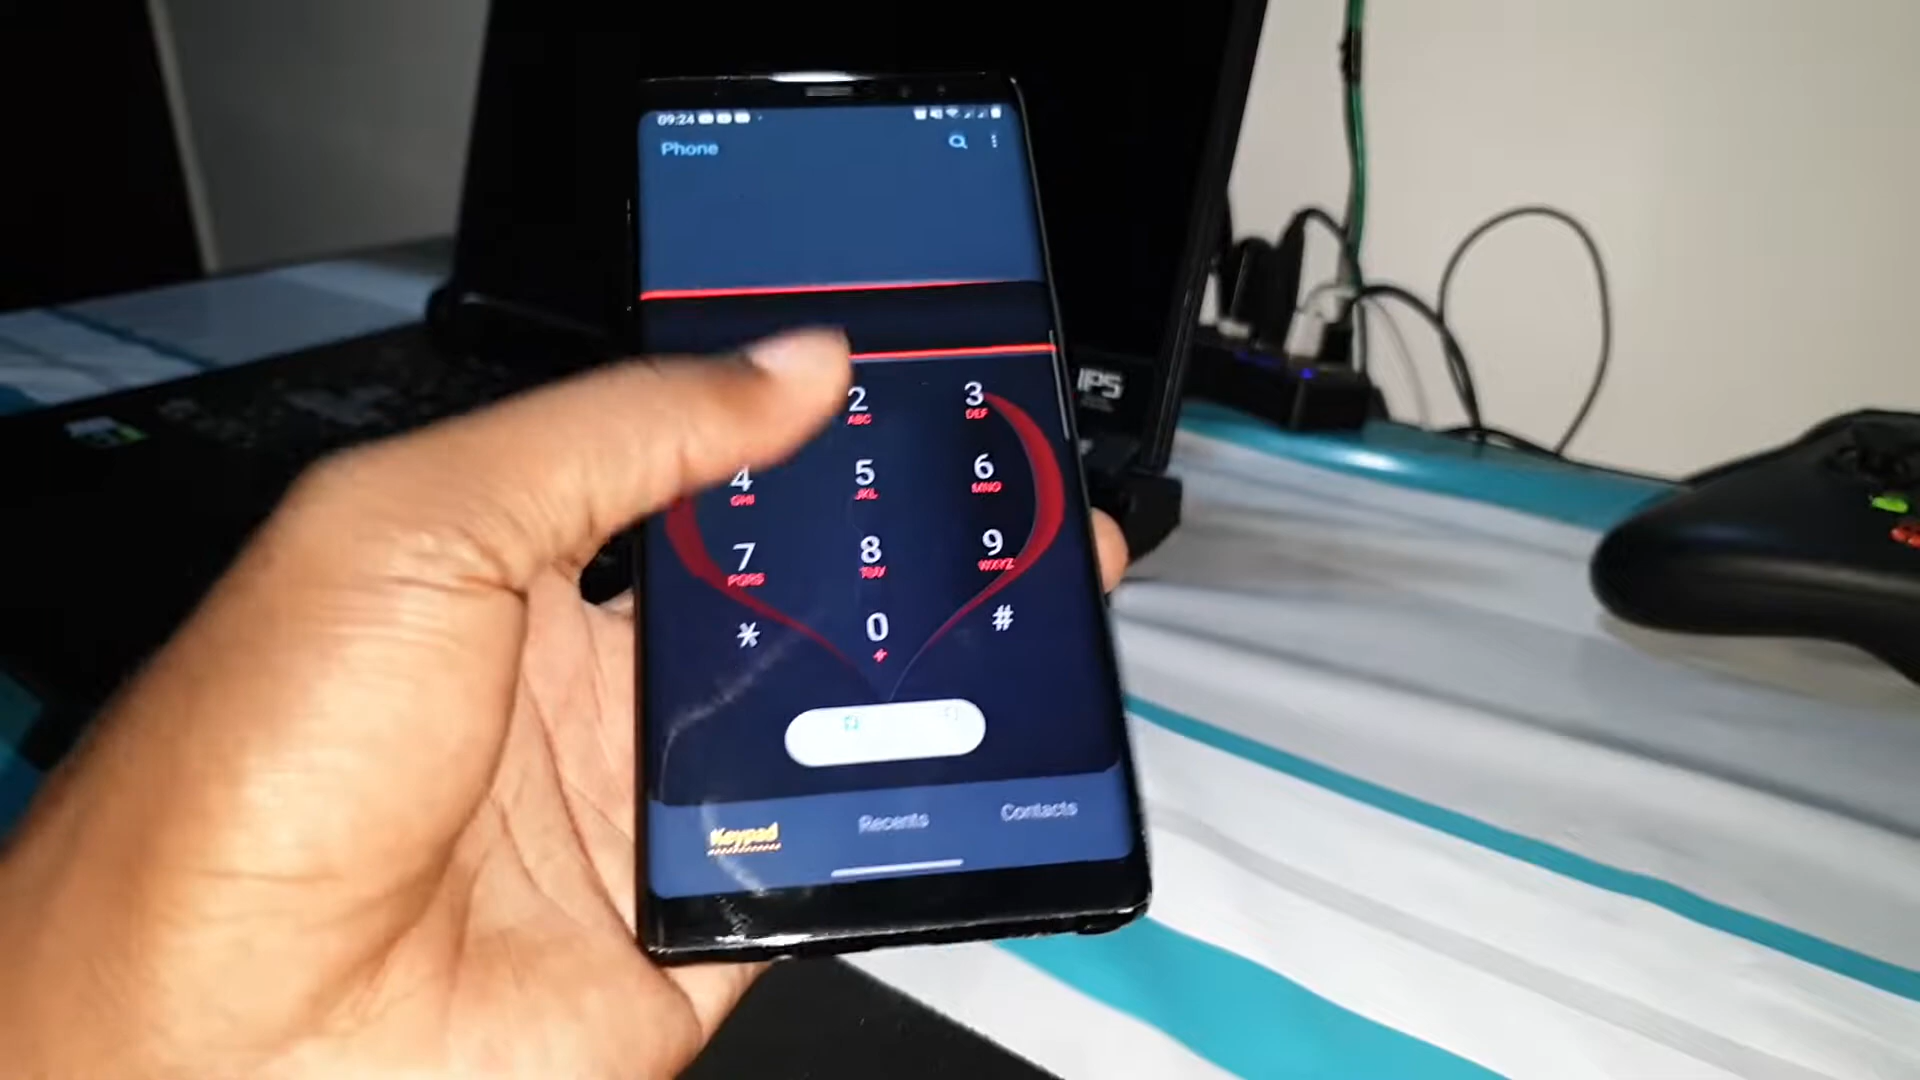 09:24
Phone
2
ABC
3
DEF
4
GHI
5
JKL
6
MNO
7
PQRS
8
TUV
9
WXYZ
*
0
+
#
Keypad
Recents
Contacts
IPS